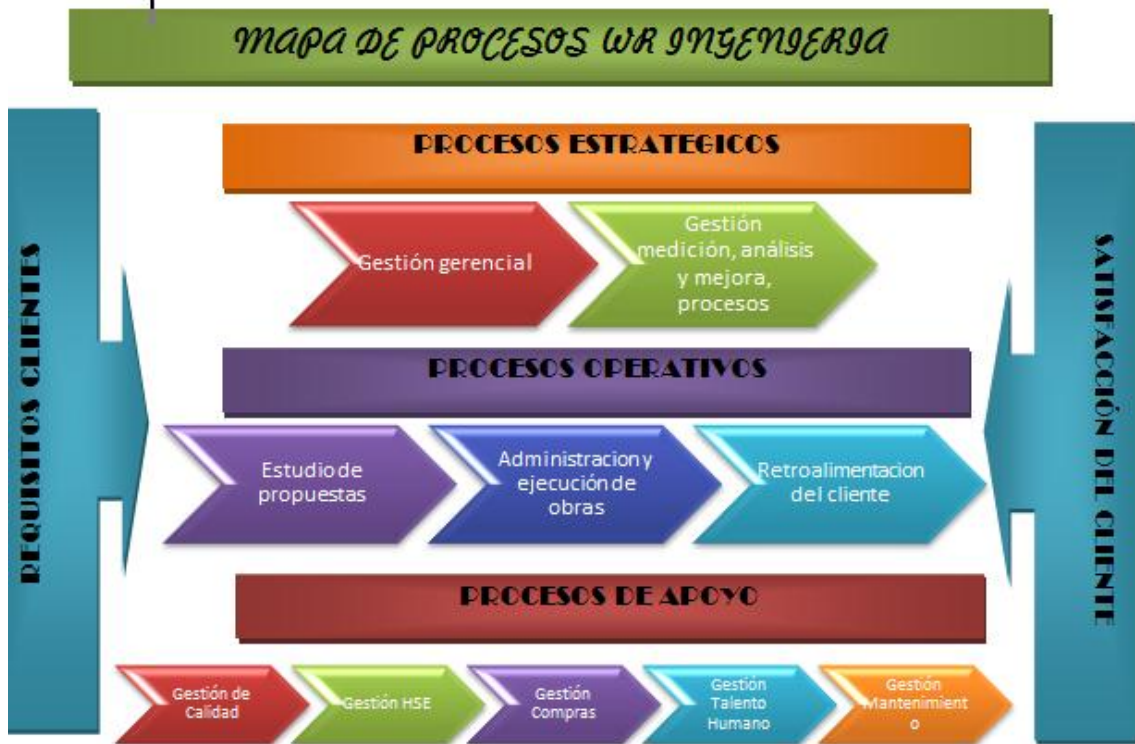 MAPA DE PROCESOS WR INGENIERIA
REQUISITOS CLIENTES
PROCESOS ESTRATEGICOS
Gestión gerencial
Gestión
medición, análisis
y mejora,
procesos
PROCESOS OPERATIVOS
Estudio de
propuestas
Administracion y
ejecución de
obras
Retroalimentacion
del cliente
PROCESOS DE APOYO
Gestión de
Calidad
Gestión HSE
Gestión
Compras
Gestión
Talento
Humano
Gestión
Mantenimient
o
SATISFACCIÓN DEL CLIENTE